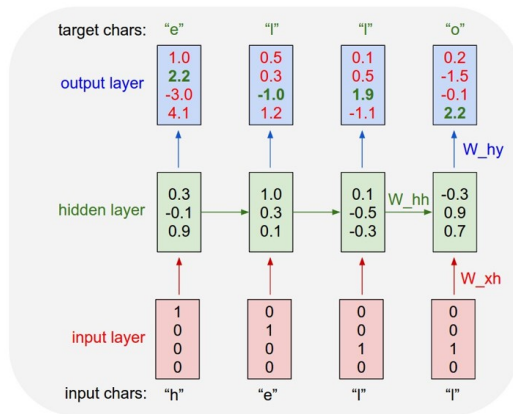 target chars: “e” “l” “l” “o”
1.0 0.5 0.1 0.2
2.2 0.3 0.5 -1.5
output layer
-3.0 -1.0 1.9 -0.1
4.1 1.2 -1.1 2.2
W_hy
0.3 1.0 0.1 -0.3
W_hh
hidden layer -0.1 0.3 -0.5 0.9
0.9 0.1 -0.3 0.7
W_xh
1 0 0 0
0 1 0 0
input layer
0 0 1 1
0 0 0 0
input chars: “h” “e” “l” “l”